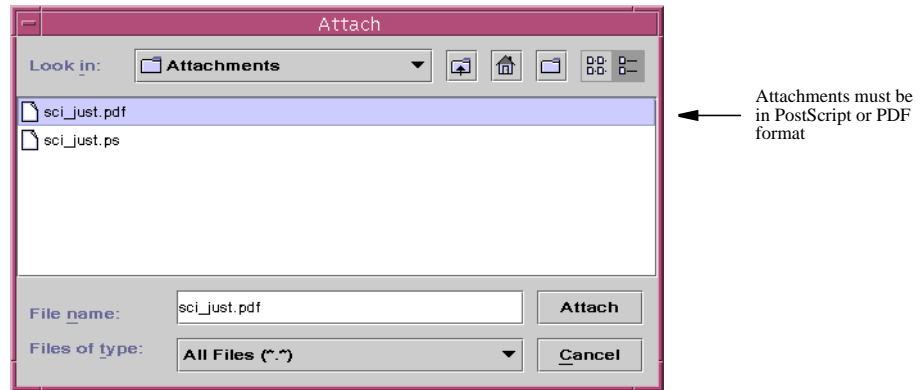 Attach
Look in:
Attachments
sci_just.pdf
Attachments must be
in PostScript or PDF
format
sci_just.ps
File name:
sci_just.pdf
Attach
Files of type:
All Files (*.*)
Cancel